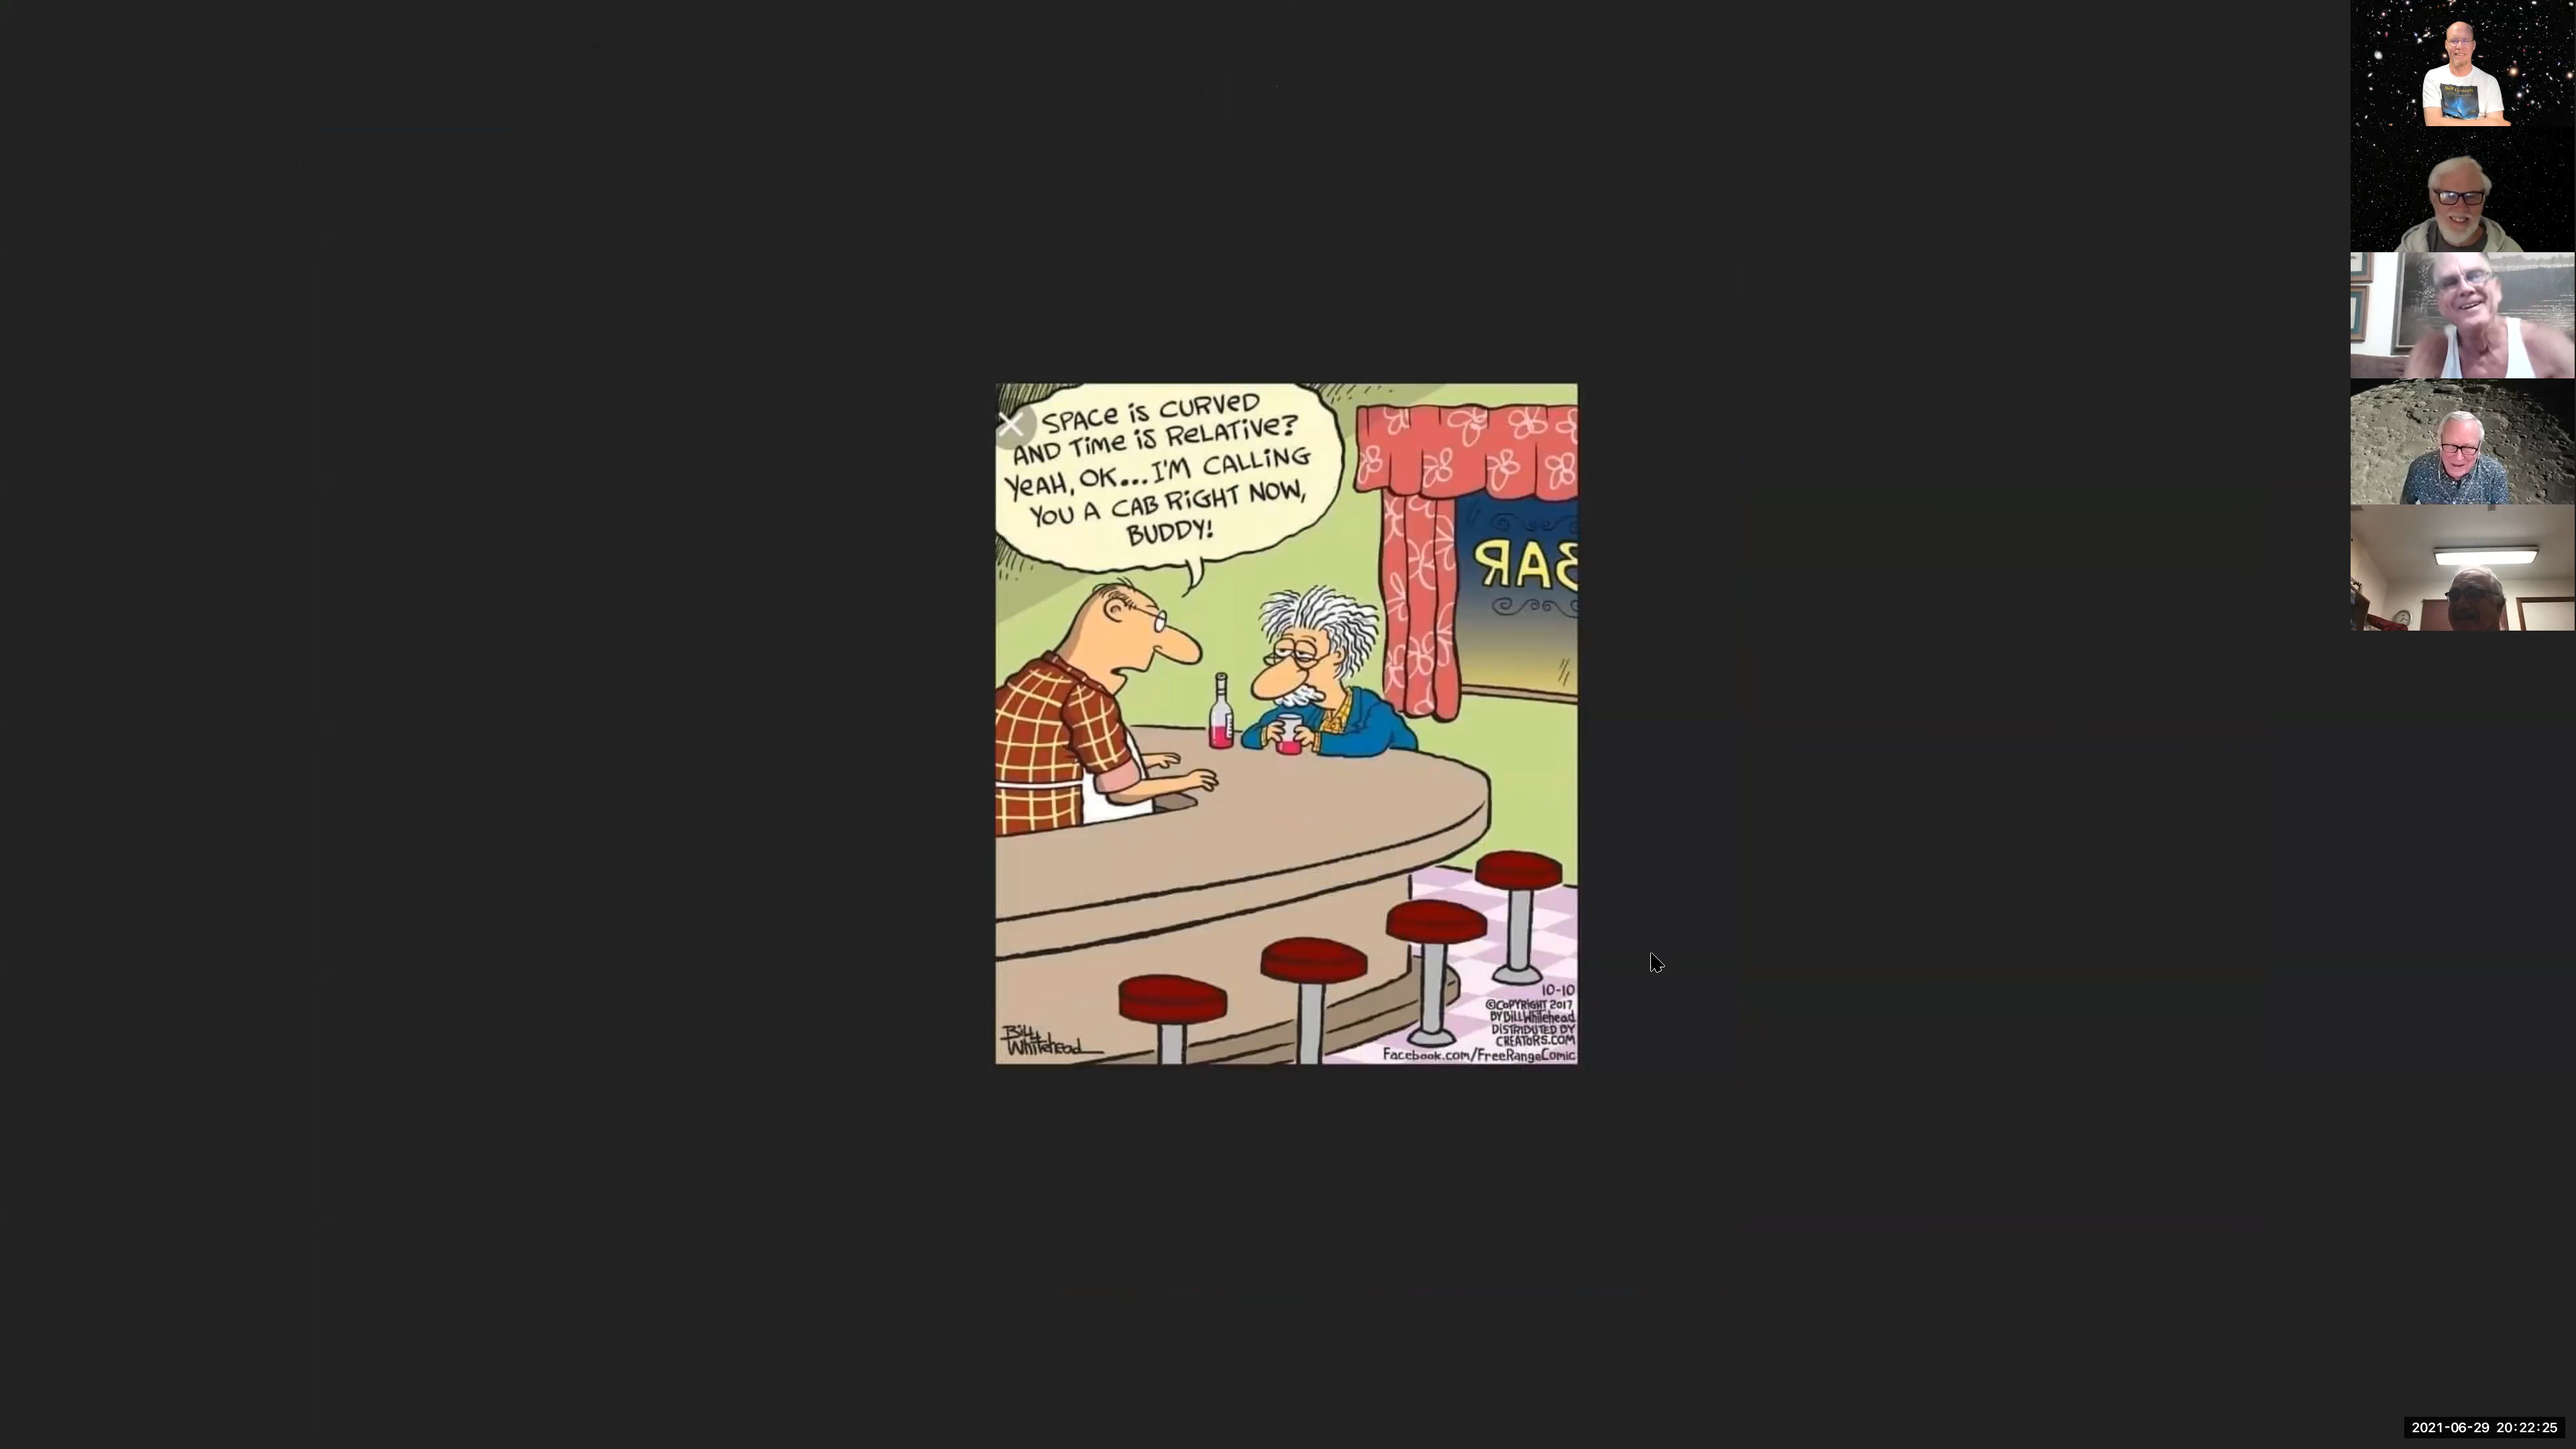 SPACE iS CURVeD
AND TiMe iS ReLATiVe?
YeAH, OK...I'M CALLiNG
YOU A CAB RiGHT NOW,
BUDDY!
BAR
10-10
©COPYRiGHT 2017
BY BiLL WhiTehead
DiSTRiBUTED BY
CREATORS.COM
Facebook.com/FreeRangeComic
Bill
Whitehead
2021-06-29 20:22:25